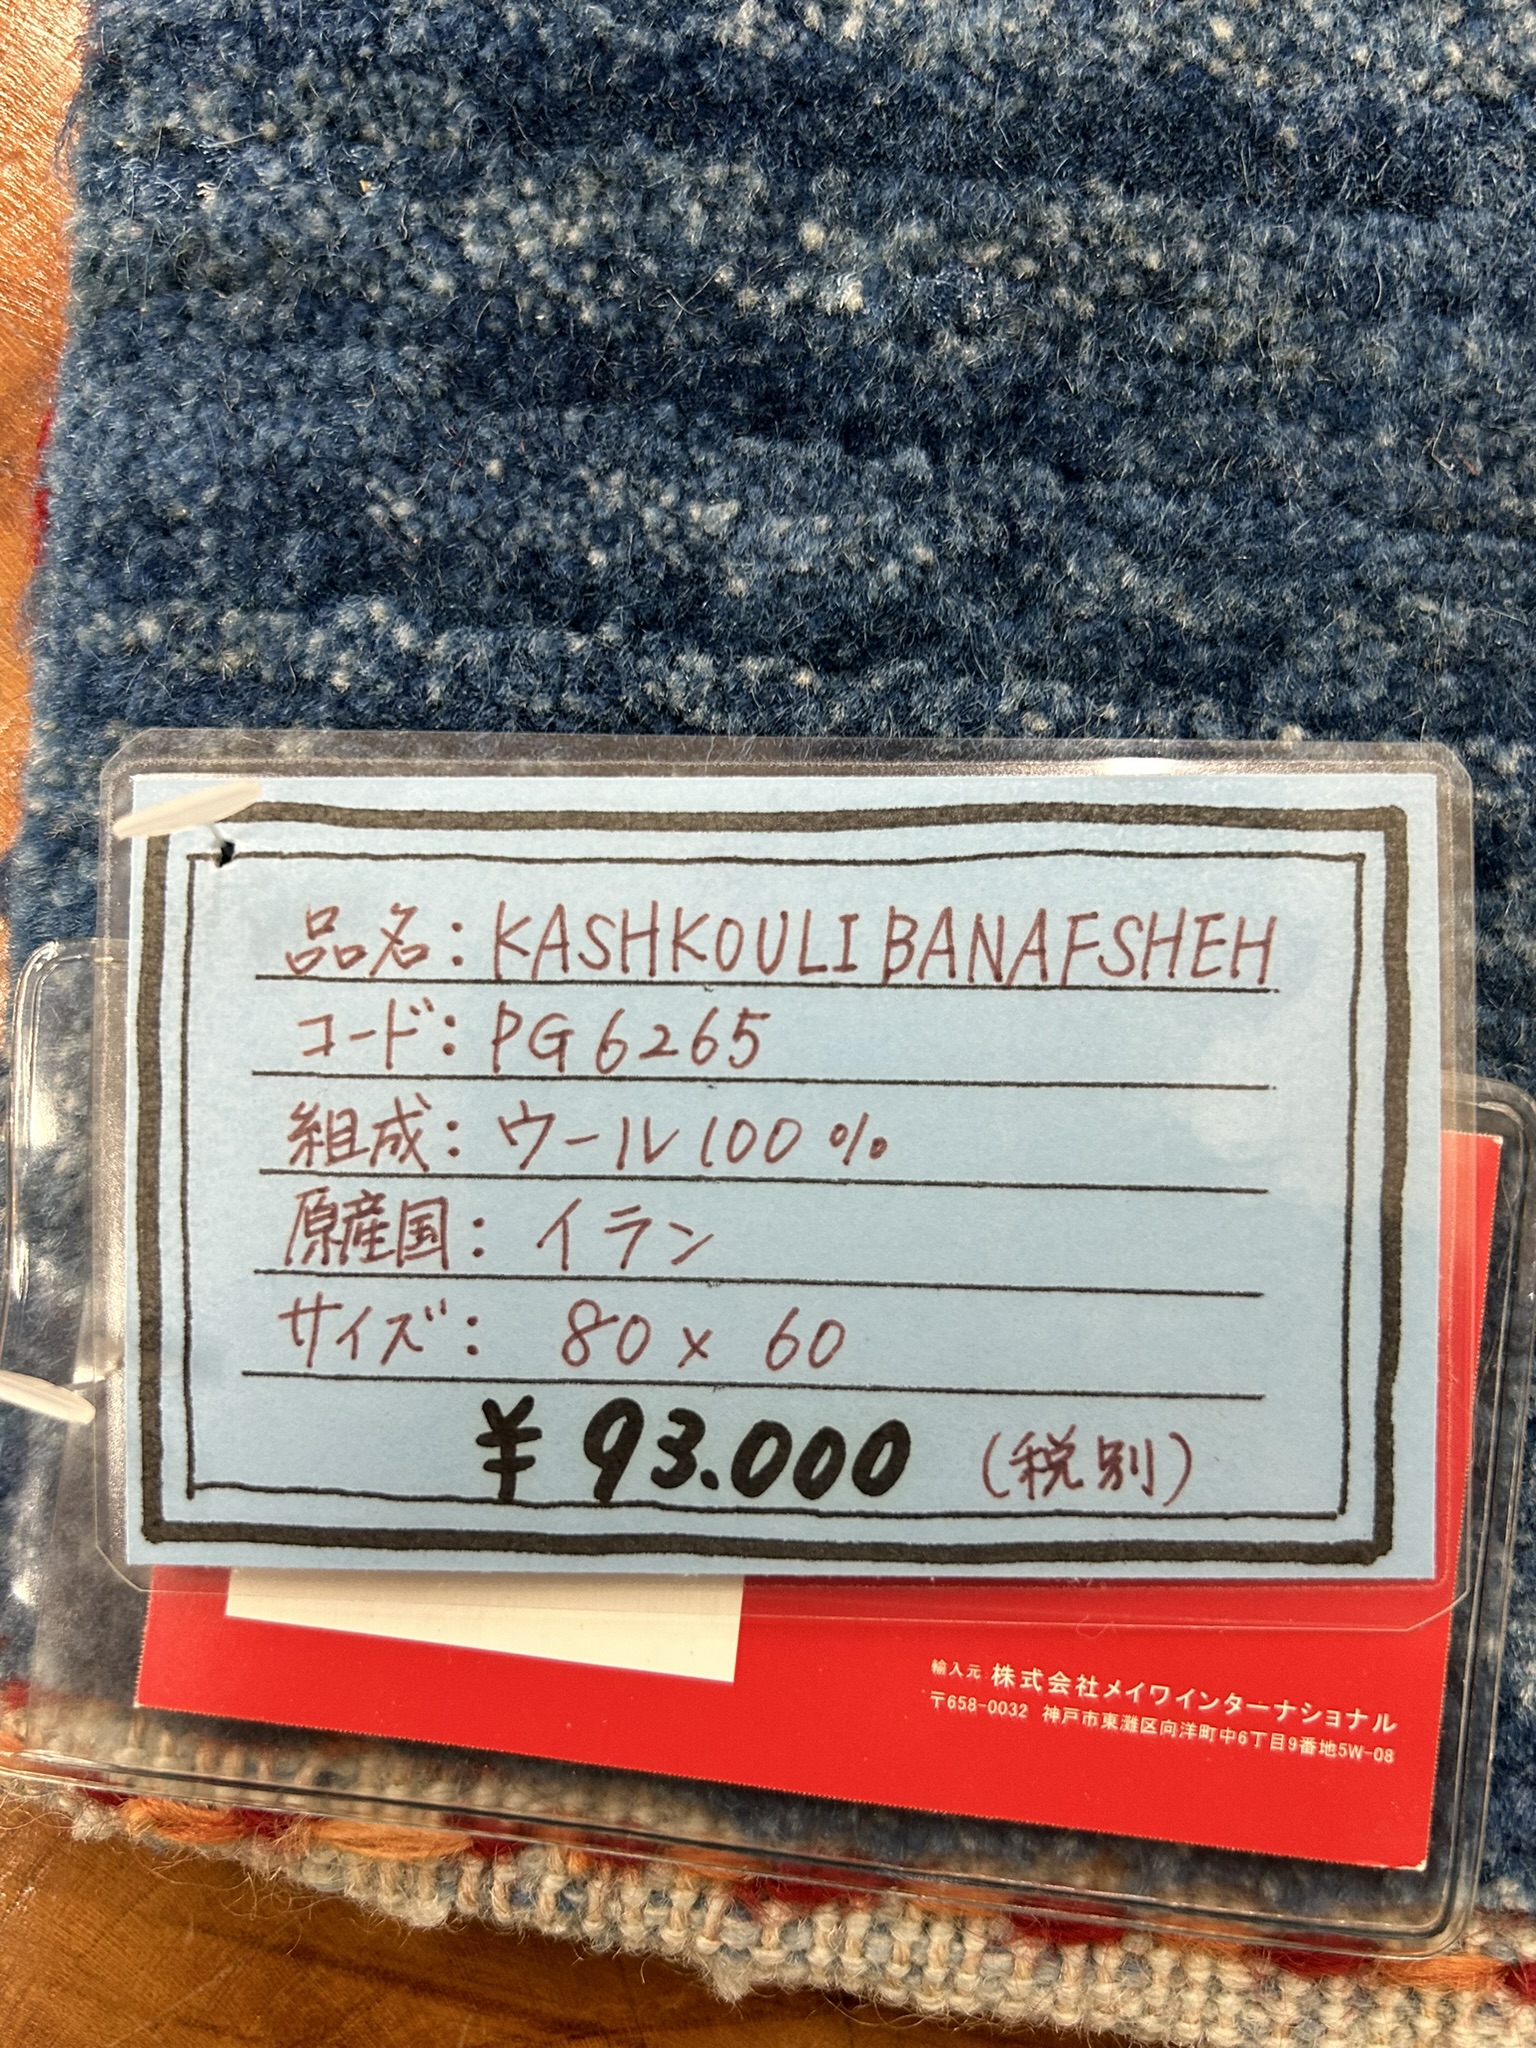 品名：KASHKOULI BANAFSHEH
コード：PG6265
組成：ウール100%
原産国：イラン
サイズ：80 x 60
¥93.000（税別）
輸入元 株式会社メイワインターナショナル
〒658-0032 神戸市東灘区向洋町中6丁目9番地5W-08